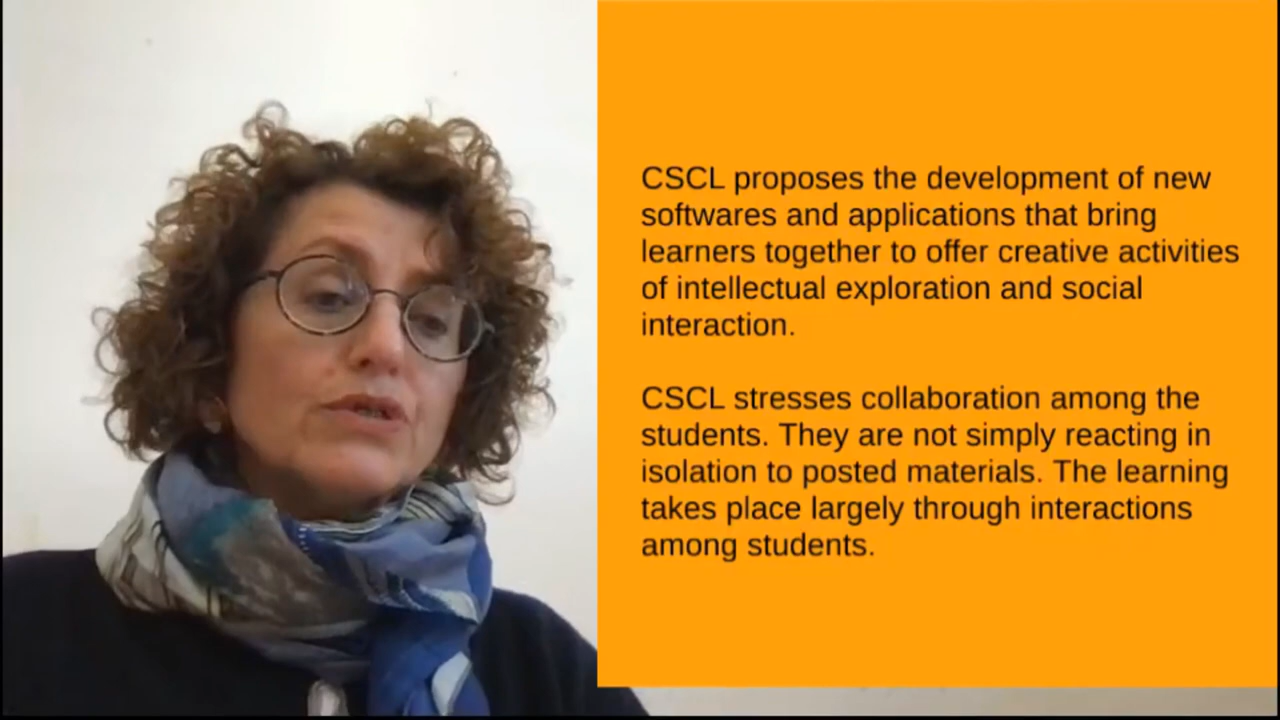 CSCL proposes the development of new
softwares and applications that bring
learners together to offer creative activities
of intellectual exploration and social
interaction.
CSCL stresses collaboration among the
students. They are not simply reacting in
isolation to posted materials. The learning
takes place largely through interactions
among students.